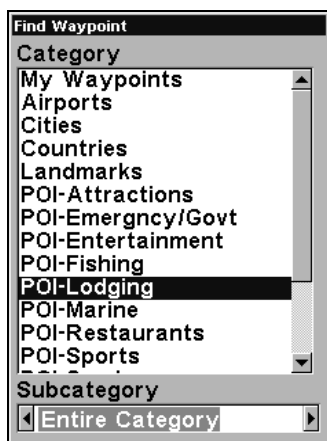 Find Waypoint
Category
My Waypoints
Airports
Cities
Countries
Landmarks
POI-Attractions
POI-Emergncy/Govt
POI-Entertainment
POI-Fishing
POI-Lodging
POI-Marine
POI-Restaurants
POI-Sports
Subcategory
Entire Category